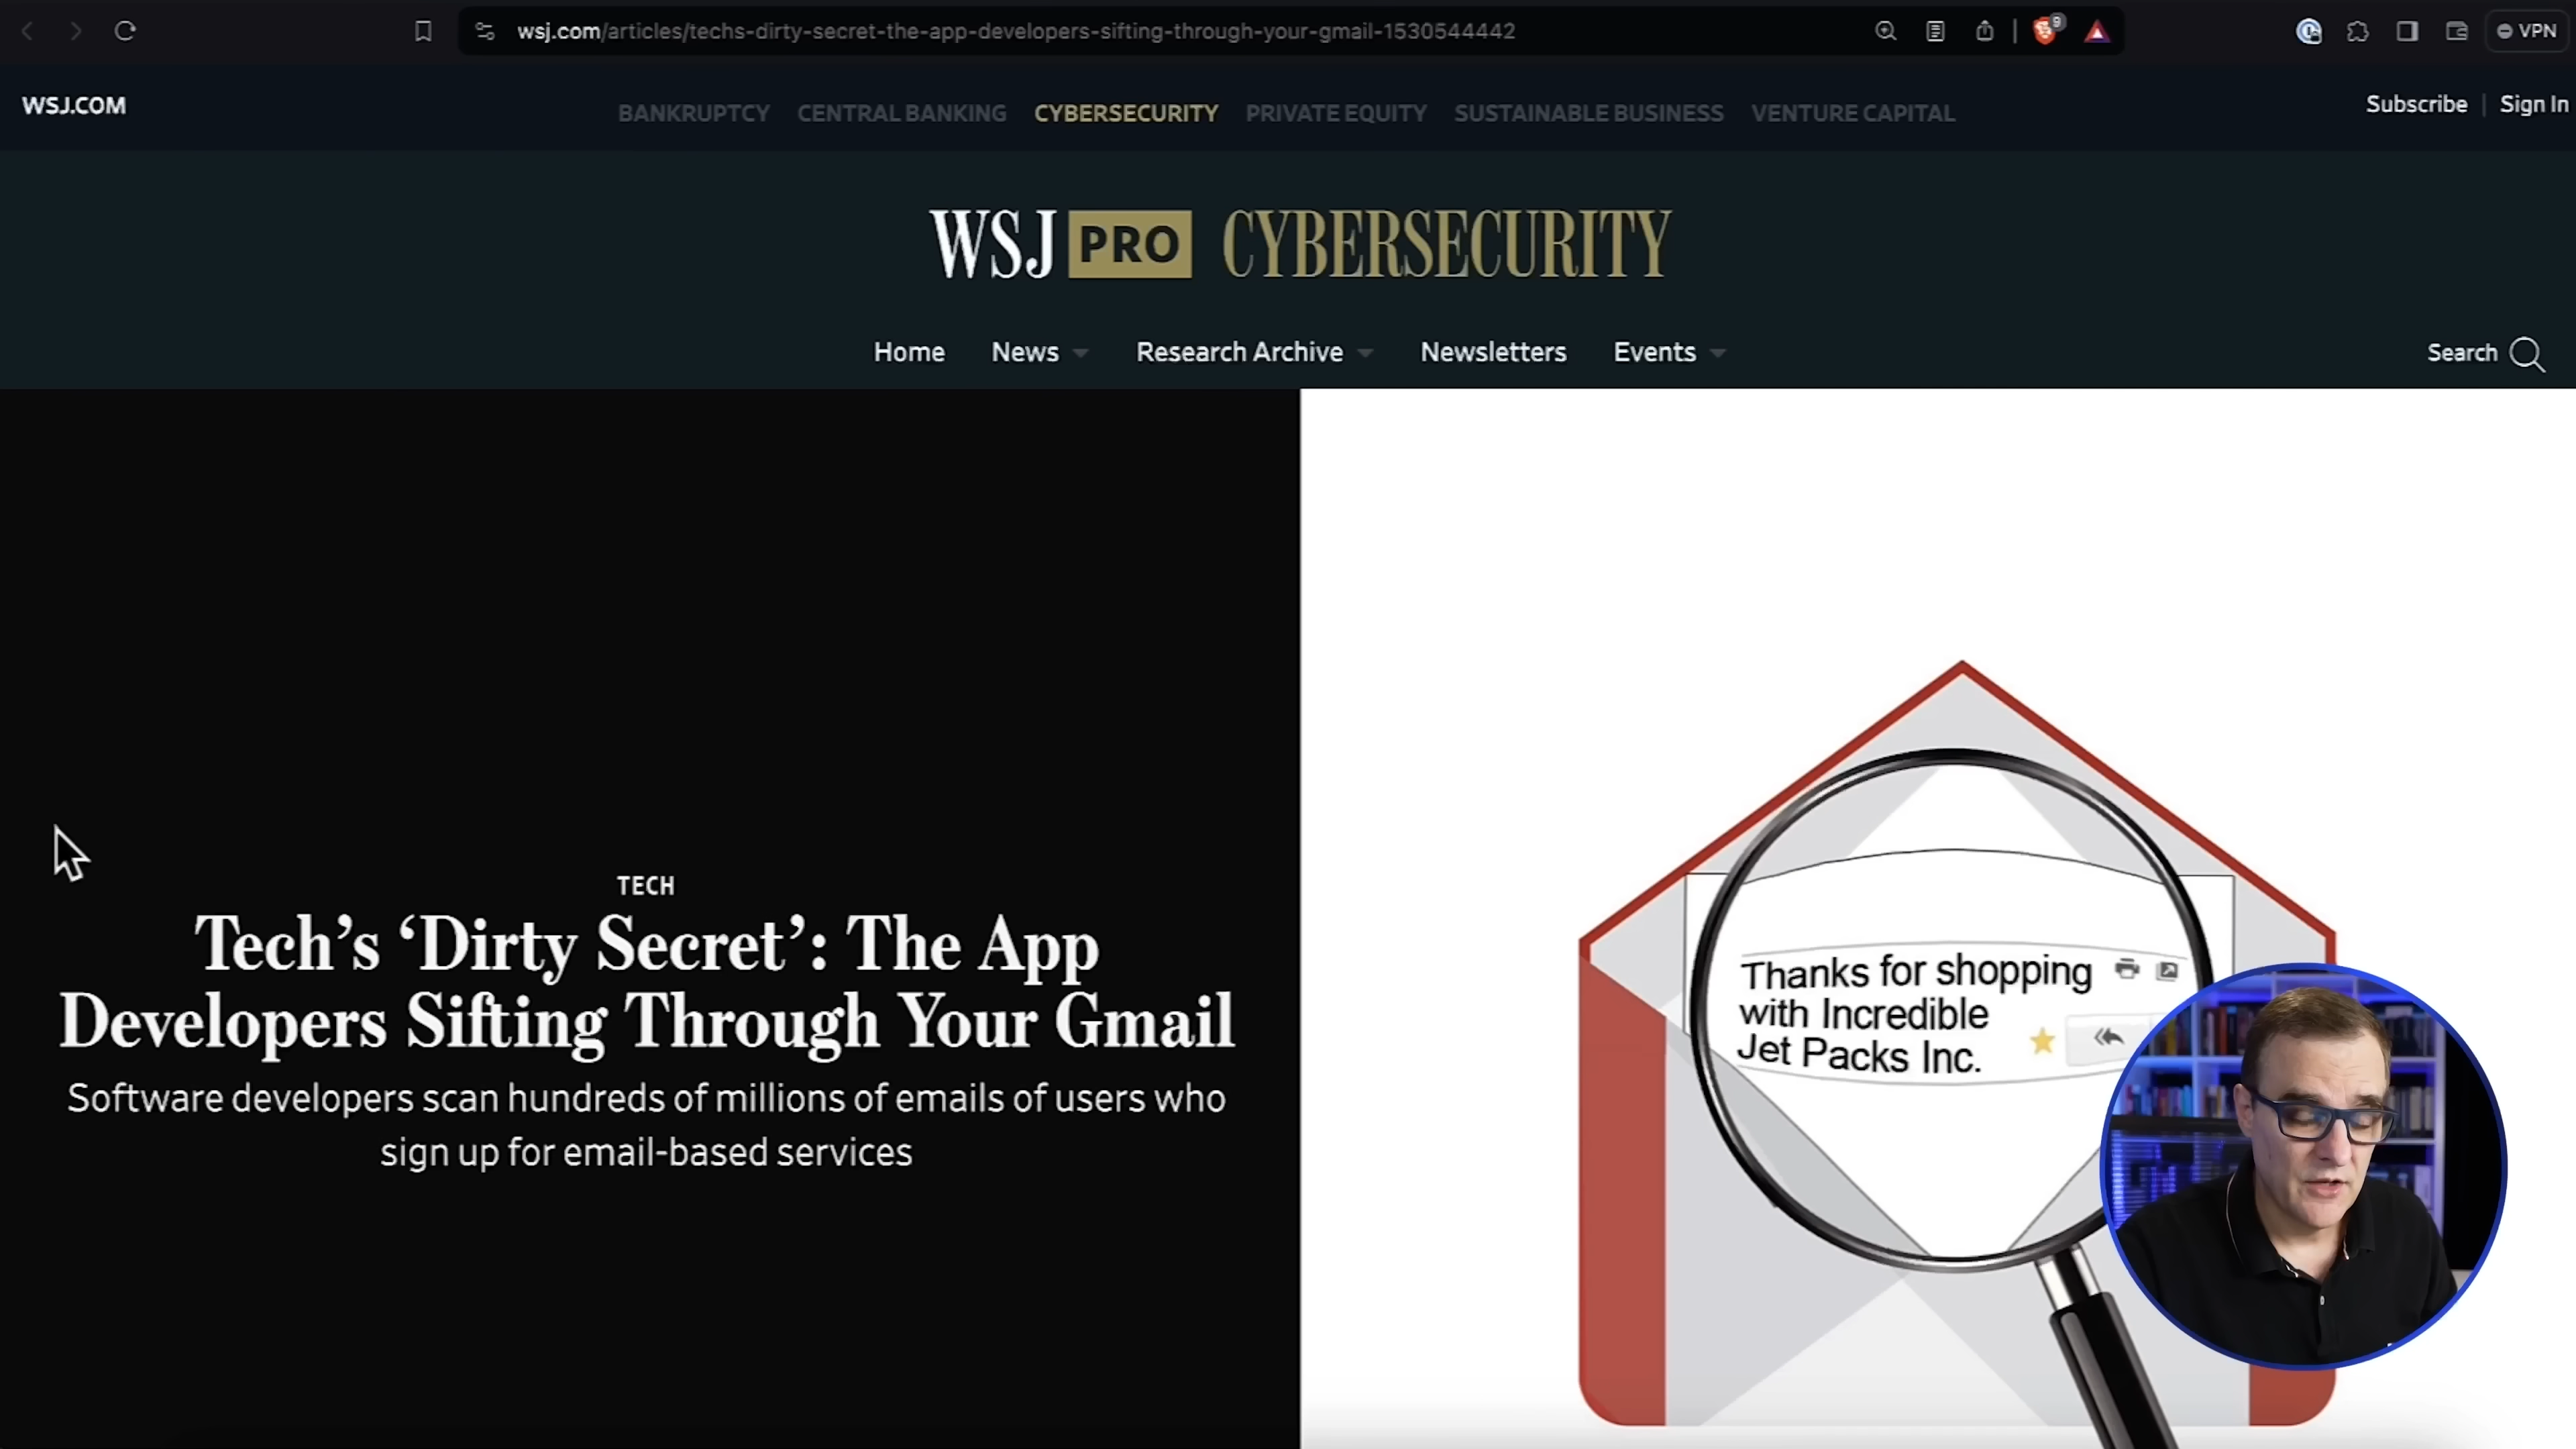 wsj.com/articles/techs-dirty-secret-the-app-developers-sifting-through-your-gmail-1530544442
9
VPN
WSJ.COM
BANKRUPTCY CENTRAL BANKING CYBERSECURITY PRIVATE EQUITY SUSTAINABLE BUSINESS VENTURE CAPITAL
Subscribe | Sign In
WSJ PRO CYBERSECURITY
Home News Research Archive Newsletters Events
Search
TECH
Tech’s ‘Dirty Secret’: The App
Developers Sifting Through Your Gmail
Software developers scan hundreds of millions of emails of users who
sign up for email-based services
Thanks for shopping
with Incredible
Jet Packs Inc.